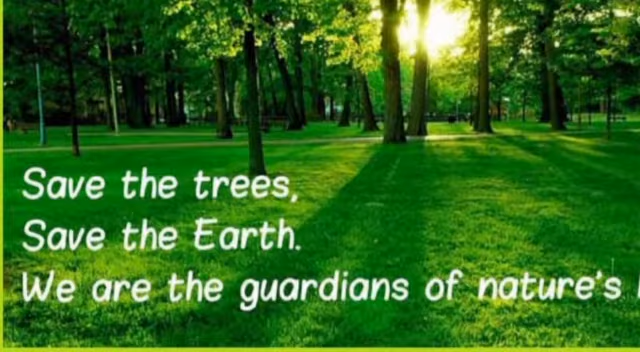 Save the trees,
Save the Earth.
We are the guardians of nature's